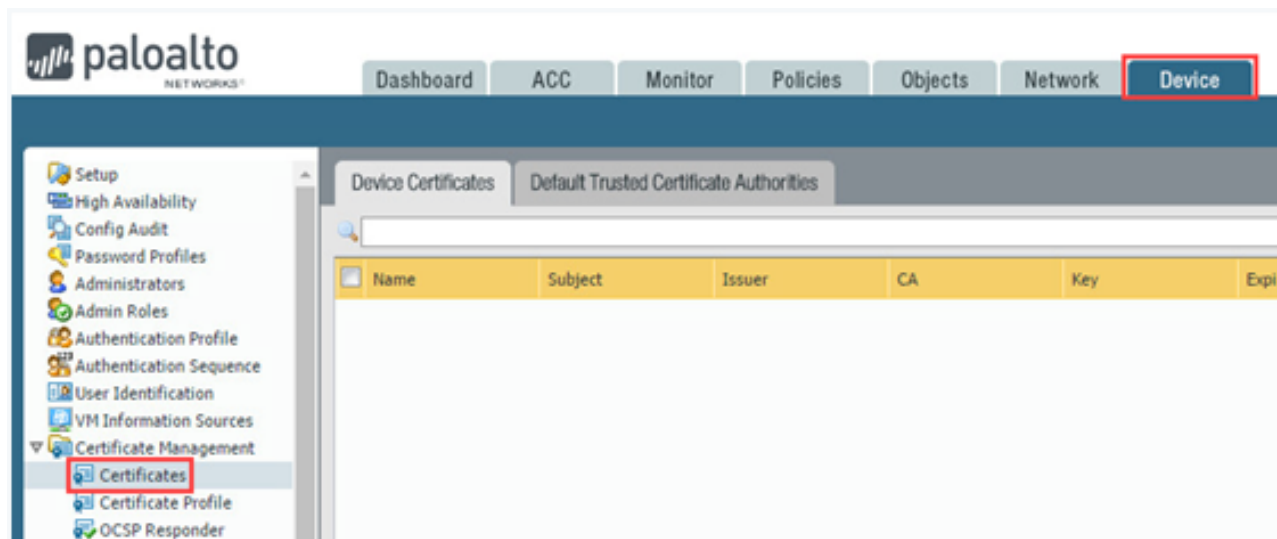 paloalto
NETWORKS®
Dashboard ACC Monitor Policies Objects Network Device
Setup
High Availability
Config Audit
Password Profiles
Administrators
Admin Roles
Authentication Profile
Authentication Sequence
User Identification
VM Information Sources
Certificate Management
Certificates
Certificate Profile
OCSP Responder
Device Certificates Default Trusted Certificate Authorities
Name Subject Issuer CA Key Expi